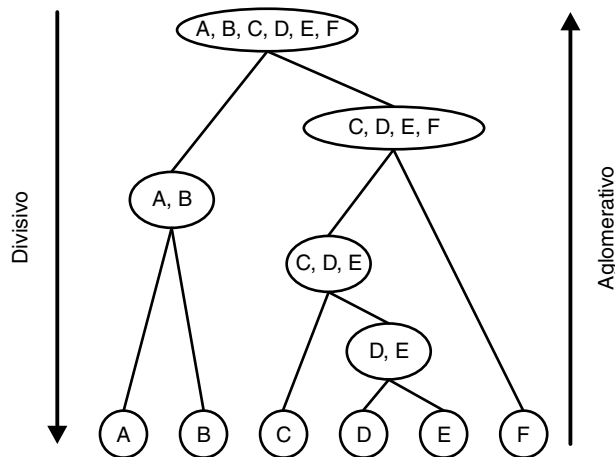 A, B, C, D, E, F
C, D, E, F
A, B
C, D, E
D, E
A
B
C
D
E
F
Divisivo
Aglomerativo